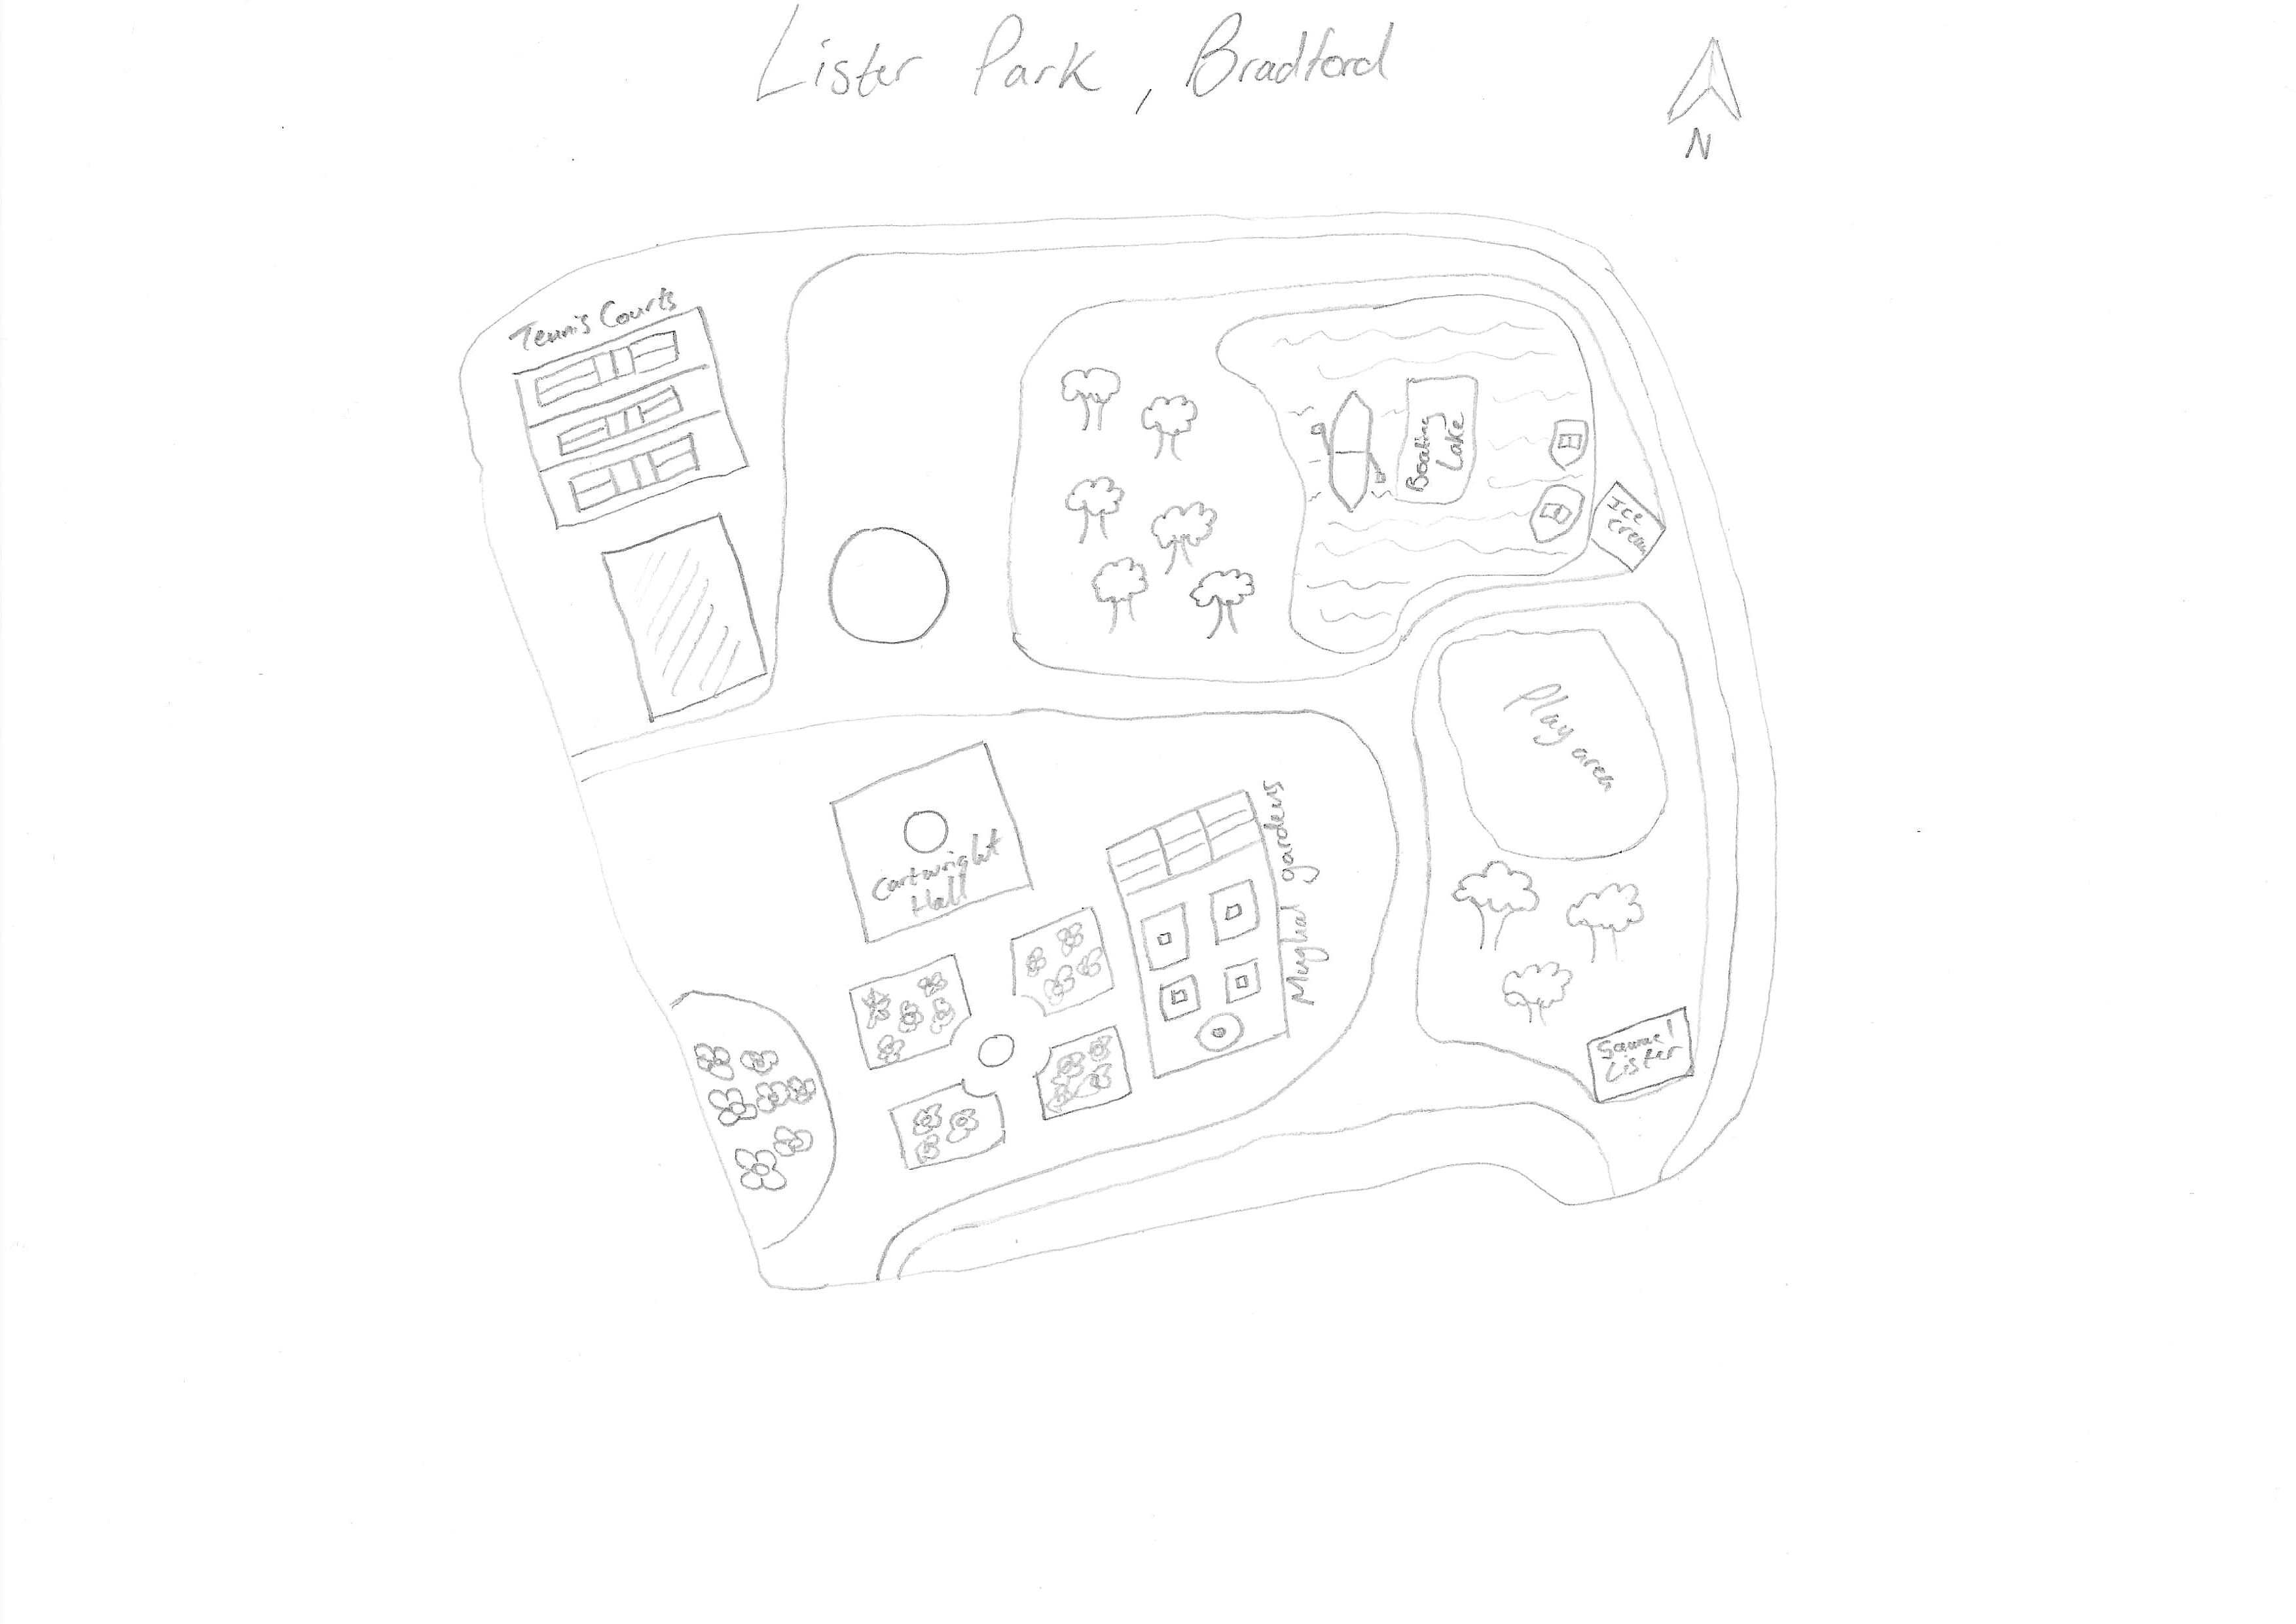 Lister Park, Bradford
N
Tennis Courts
Boating
Lake
Ice
Cream
Play area
Cartwright
Hall
Mughal gardens
Samuel
Lister